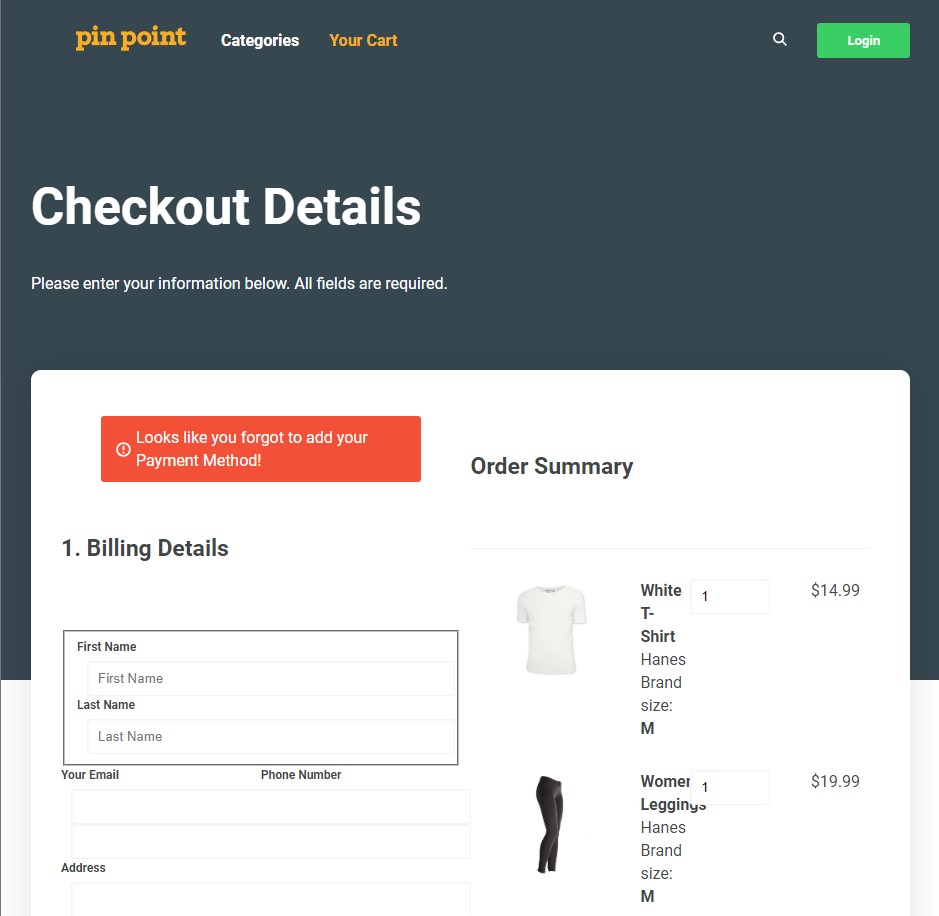 pin point
Categories
Your Cart
Login
Checkout Details
Please enter your information below. All fields are required.
Looks like you forgot to add your
Payment Method!
1. Billing Details
First Name
First Name
Last Name
Last Name
Your Email
Phone Number
Address
Order Summary
White
T-
Shirt
Hanes
Brand
size:
M
1
$14.99
Women
Leggings
Hanes
Brand
size:
M
1
$19.99